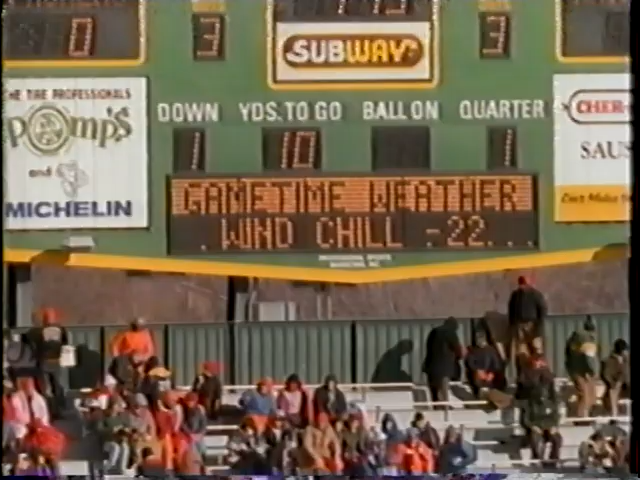 0
3
SUBWAY
3
THE TIRE PROFESSIONALS
Pomp's
and
MICHELIN
DOWN YDS.TO GO BALL ON QUARTER
CHER-
SAUS
1 10 1
GAMETIME WEATHER
. WIND CHILL -22...